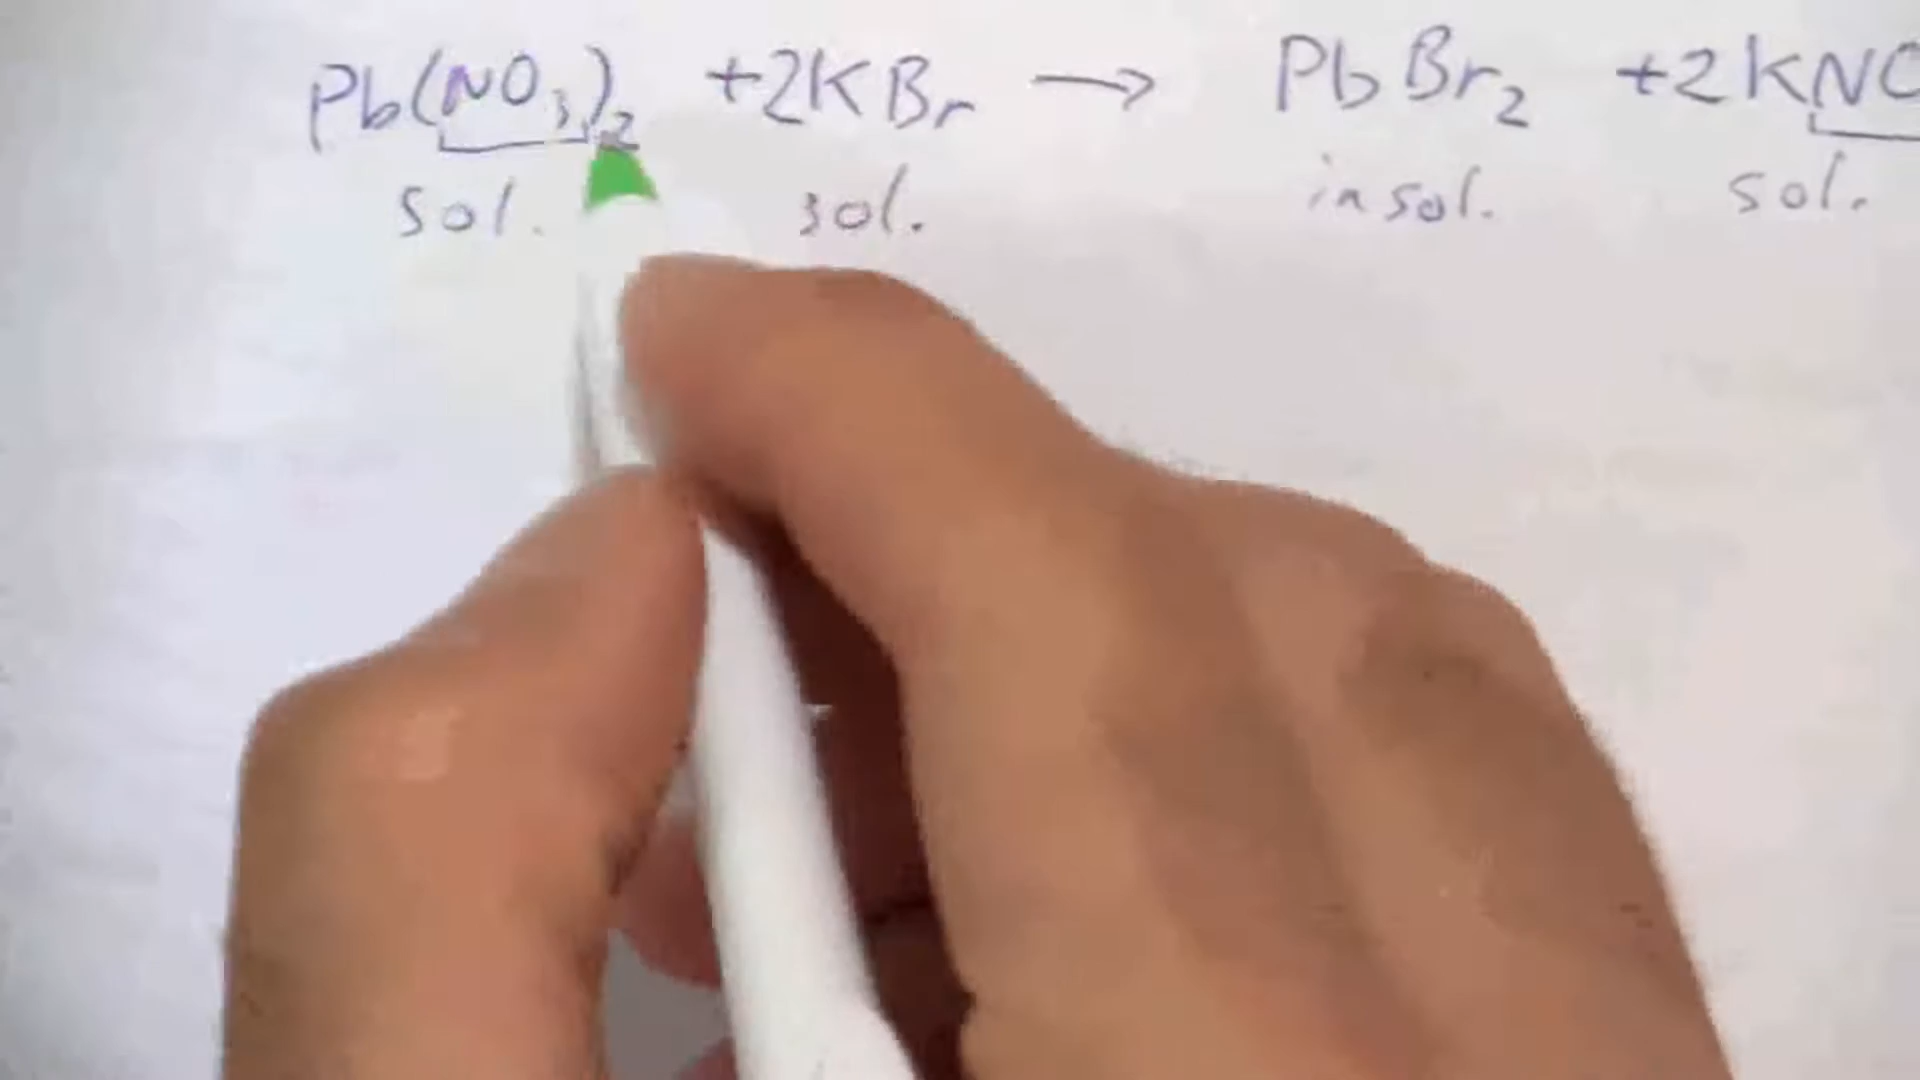 Pb(NO₃)₂ +2KBr → PbBr₂ +2KNO
sol. sol. insol. sol.